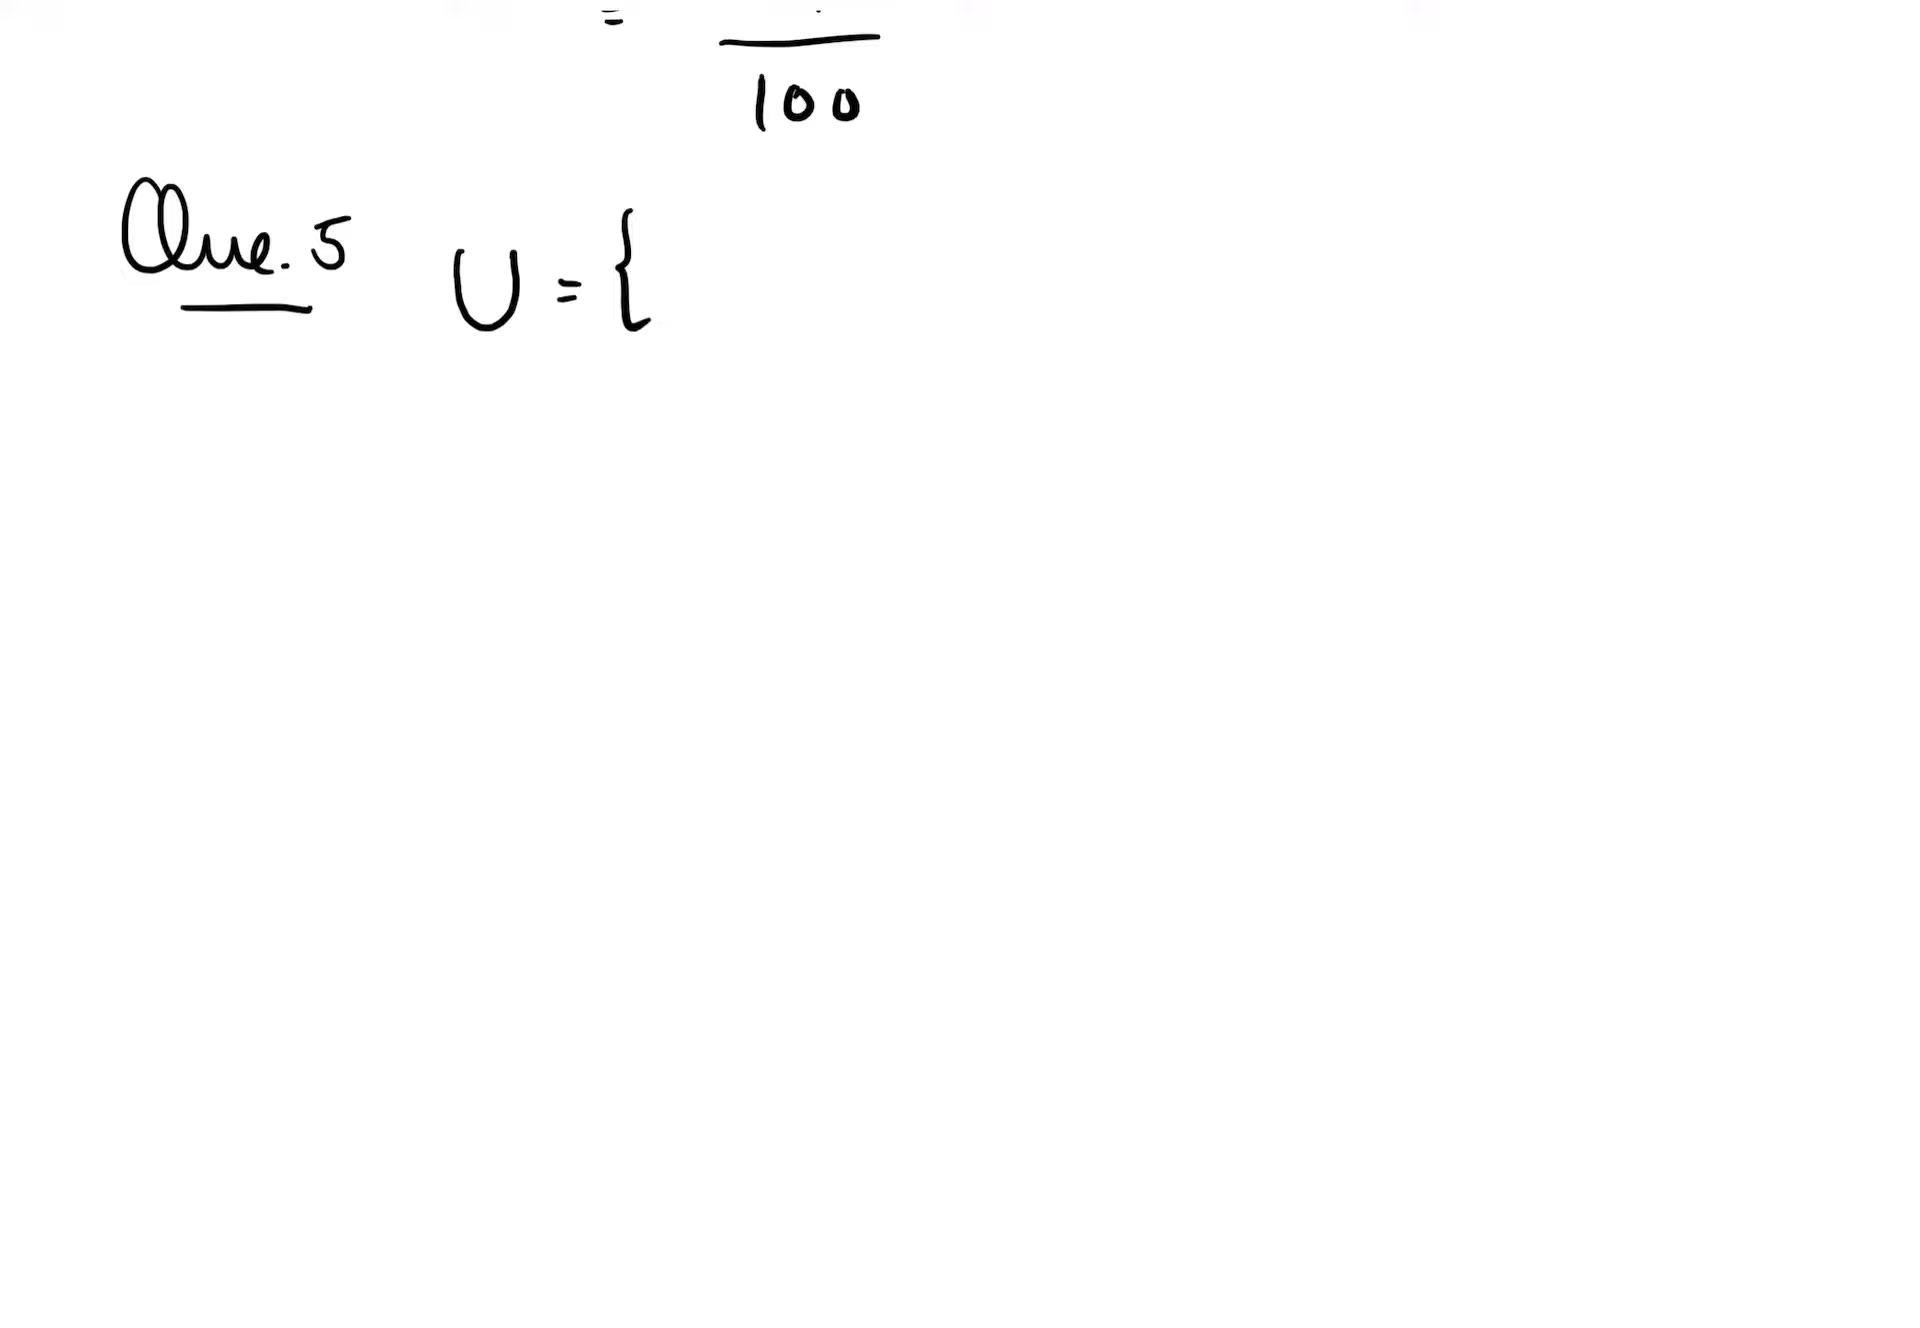 =
100
Que. 5 U = {